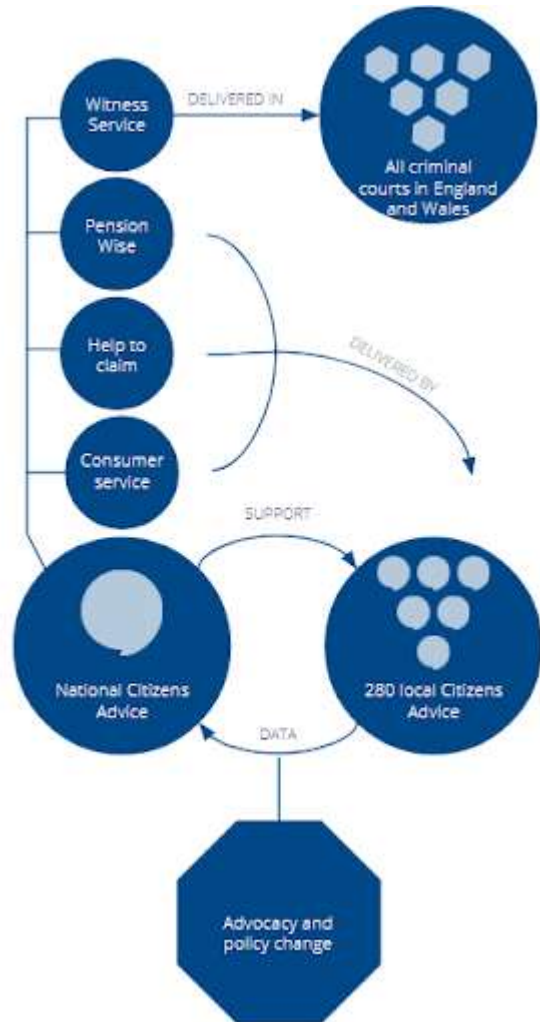 Witness
Service
DELIVERED IN
All criminal
courts in England
and Wales
Pension
Wise
Help to
claim
DELIVERED BY
Consumer
service
SUPPORT
National Citizens
Advice
280 local Citizens
Advice
DATA
Advocacy and
policy change